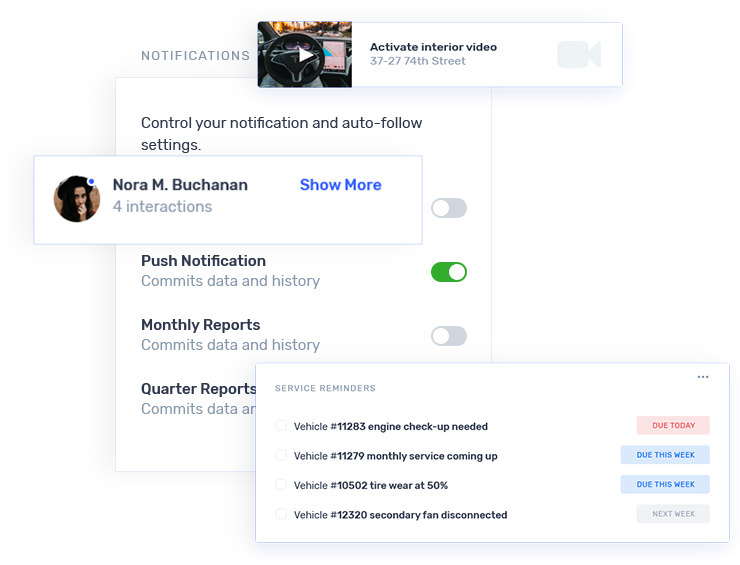 NOTIFICATIONS
Activate interior video
37-27 74th Street
Control your notification and auto-follow
settings.
Nora M. Buchanan
Show More
4 interactions
Push Notification
Commits data and history
Monthly Reports
Commits data and history
Quarter Reports
Commits data
SERVICE REMINDERS
Vehicle #11283 engine check-up needed
DUE TODAY
Vehicle #11279 monthly service coming up
DUE THIS WEEK
Vehicle #10502 tire wear at 50%
DUE THIS WEEK
Vehicle #12320 secondary fan disconnected
NEXT WEEK